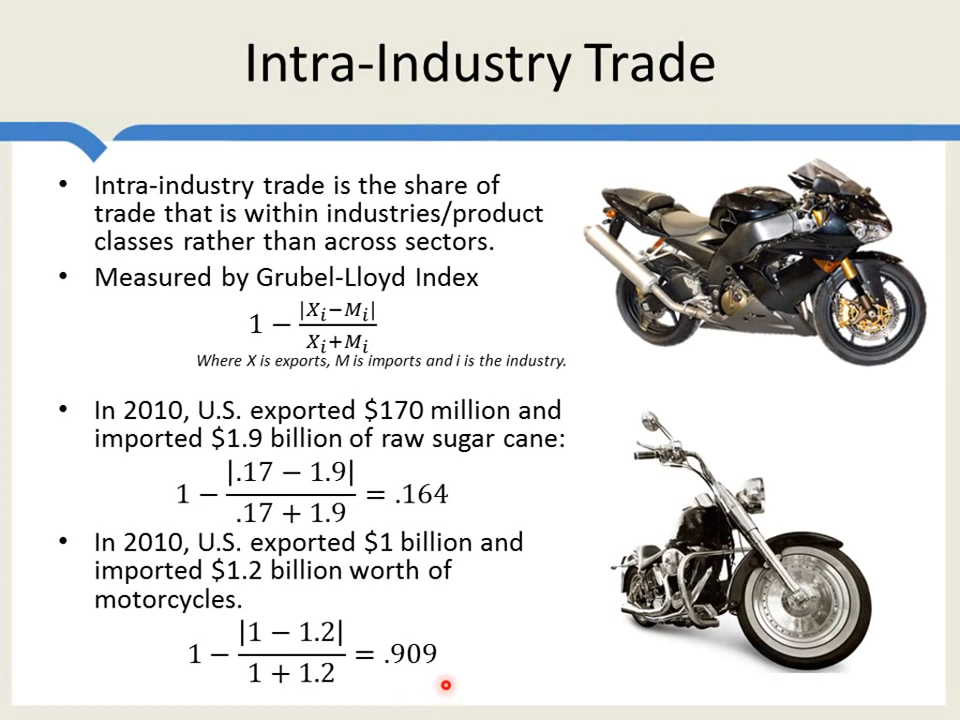 Intra-Industry Trade
• Intra-industry trade is the share of
trade that is within industries/product
classes rather than across sectors.
• Measured by Grubel-Lloyd Index
1 − |Xᵢ−Mᵢ| / Xᵢ+Mᵢ
Where X is exports, M is imports and i is the industry.
• In 2010, U.S. exported $170 million and
imported $1.9 billion of raw sugar cane:
1 − |.17 − 1.9| / .17 + 1.9 = .164
• In 2010, U.S. exported $1 billion and
imported $1.2 billion worth of
motorcycles.
1 − |1 − 1.2| / 1 + 1.2 = .909